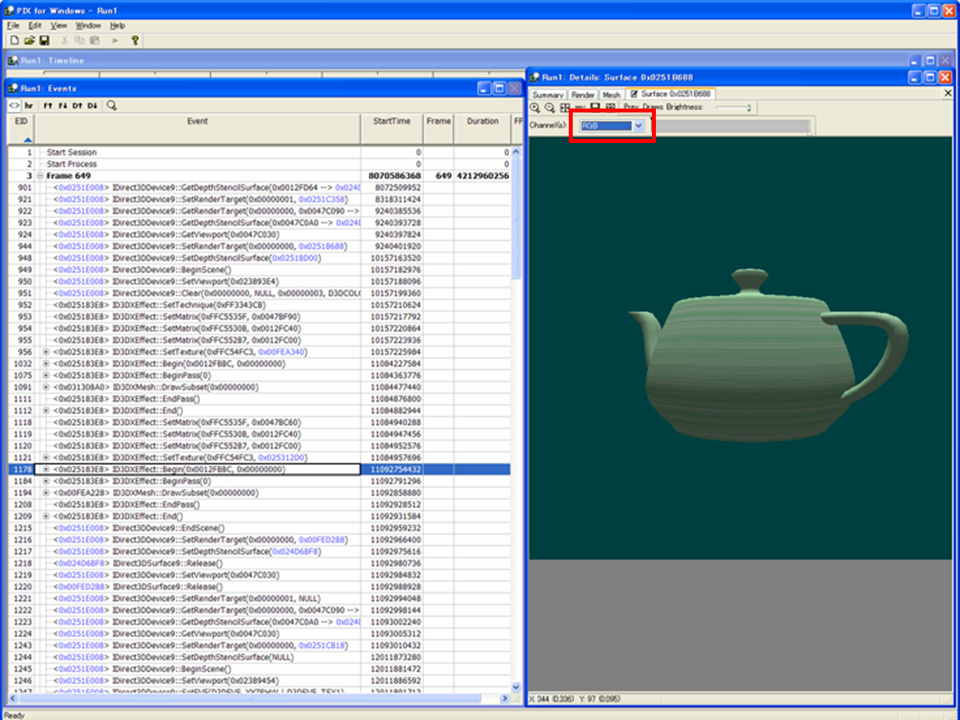 PIX for Windows - Run1
File Edit View Window Help
Run1: Timeline
Run1: Events
EID Event StartTime Frame Duration FF
1 Start Session 0 0
2 Start Process 0 0
3 Frame 649 8070586368 649 4212960256
901 <0x0251E008> IDirect3DDevice9::GetDepthStencilSurface(0x0012FD64 --> 0x024D 8072509952
921 <0x0251E008> IDirect3DDevice9::SetRenderTarget(0x00000001, 0x0251C358) 8318311424
922 <0x0251E008> IDirect3DDevice9::GetRenderTarget(0x00000000, 0x0047C090 --> 9240385536
923 <0x0251E008> IDirect3DDevice9::GetDepthStencilSurface(0x0047C0A0 --> 0x024D 9240393728
924 <0x0251E008> IDirect3DDevice9::GetViewport(0x0047C030) 9240397824
944 <0x0251E008> IDirect3DDevice9::SetRenderTarget(0x00000000, 0x0251B688) 9240401920
948 <0x0251E008> IDirect3DDevice9::SetDepthStencilSurface(0x0251BD00) 10157163520
949 <0x0251E008> IDirect3DDevice9::BeginScene() 10157182976
950 <0x0251E008> IDirect3DDevice9::SetViewport(0x023893E4) 10157188096
951 <0x0251E008> IDirect3DDevice9::Clear(0x00000000, NULL, 0x00000003, D3DCOLO 10157199360
952 <0x025183E8> ID3DXEffect::SetTechnique(0xFF3343CB) 10157210624
953 <0x025183E8> ID3DXEffect::SetMatrix(0xFFC5535F, 0x0047BF90) 10157217792
954 <0x025183E8> ID3DXEffect::SetMatrix(0xFFC5530B, 0x0012FC40) 10157220864
955 <0x025183E8> ID3DXEffect::SetMatrix(0xFFC55287, 0x0012FC00) 10157223936
956 <0x025183E8> ID3DXEffect::SetTexture(0xFFC54FC3, 0x00FEA340) 10157225984
1032 <0x025183E8> ID3DXEffect::Begin(0x0012FBBC, 0x00000000) 11084227584
1075 <0x025183E8> ID3DXEffect::BeginPass(0) 11084363776
1091 <0x031308A0> ID3DXMesh::DrawSubset(0x00000000) 11084477440
1111 <0x025183E8> ID3DXEffect::EndPass() 11084876800
1112 <0x025183E8> ID3DXEffect::End() 11084882944
1118 <0x025183E8> ID3DXEffect::SetMatrix(0xFFC5535F, 0x0047BC60) 11084940288
1119 <0x025183E8> ID3DXEffect::SetMatrix(0xFFC5530B, 0x0012FC40) 11084947456
1120 <0x025183E8> ID3DXEffect::SetMatrix(0xFFC55287, 0x0012FC00) 11084952576
1121 <0x025183E8> ID3DXEffect::SetTexture(0xFFC54FC3, 0x025312D0) 11084957696
1178 <0x025183E8> ID3DXEffect::Begin(0x0012FBBC, 0x00000000) 11092754432
1184 <0x025183E8> ID3DXEffect::BeginPass(0) 11092791296
1194 <0x00FEA228> ID3DXMesh::DrawSubset(0x00000000) 11092858880
1208 <0x025183E8> ID3DXEffect::EndPass() 11092928512
1209 <0x025183E8> ID3DXEffect::End() 11092931584
1215 <0x0251E008> IDirect3DDevice9::EndScene() 11092959232
1216 <0x0251E008> IDirect3DDevice9::SetRenderTarget(0x00000000, 0x00FED288) 11092966400
1217 <0x0251E008> IDirect3DDevice9::SetDepthStencilSurface(0x024D6BF8) 11092975616
1218 <0x024D6BF8> IDirect3DSurface9::Release() 11092980736
1219 <0x0251E008> IDirect3DDevice9::SetViewport(0x0047C030) 11092984832
1220 <0x00FED288> IDirect3DSurface9::Release() 11092988928
1221 <0x0251E008> IDirect3DDevice9::SetRenderTarget(0x00000001, NULL) 11092994048
1222 <0x0251E008> IDirect3DDevice9::GetRenderTarget(0x00000000, 0x0047C090 --> 11092998144
1223 <0x0251E008> IDirect3DDevice9::GetDepthStencilSurface(0x0047C0A0 --> 0x024D 11093002240
1224 <0x0251E008> IDirect3DDevice9::GetViewport(0x0047C030) 11093005312
1243 <0x0251E008> IDirect3DDevice9::SetRenderTarget(0x00000000, 0x0251CB18) 11093010432
1244 <0x0251E008> IDirect3DDevice9::SetDepthStencilSurface(NULL) 12011873280
1245 <0x0251E008> IDirect3DDevice9::BeginScene() 12011881472
1246 <0x0251E008> IDirect3DDevice9::SetViewport(0x02389454) 12011886592
Run1: Details: Surface 0x0251B688
Summary Render Mesh Surface 0x0251B688
Prev. Draws Brightness:
Channel(s): RGB
X: 344 (0.336) Y: 97 (0.095)
Ready